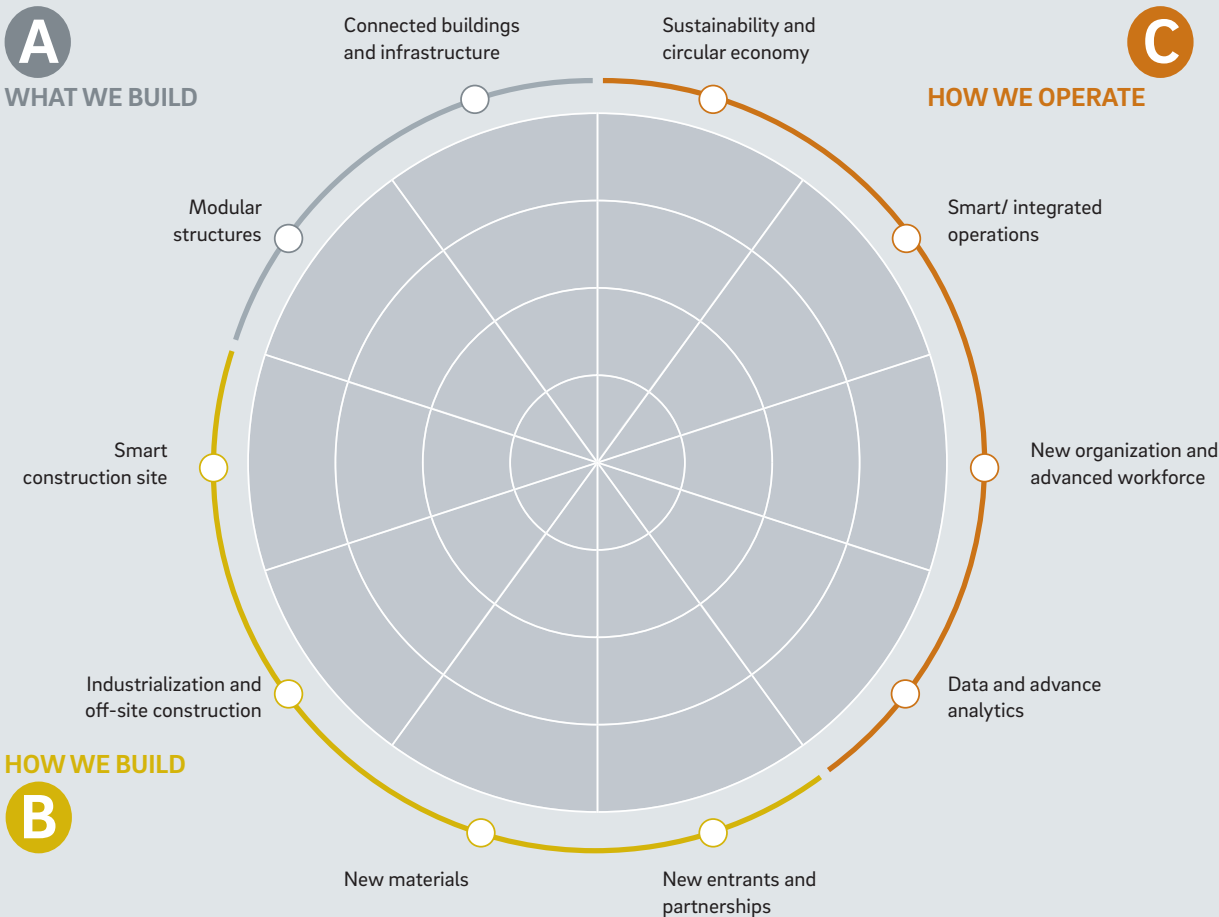 A
WHAT WE BUILD
Connected buildings
and infrastructure
Modular
structures
C
HOW WE OPERATE
Sustainability and
circular economy
Smart/ integrated
operations
New organization and
advanced workforce
Data and advance
analytics
Smart
construction site
Industrialization and
off-site construction
HOW WE BUILD
B
New materials
New entrants and
partnerships